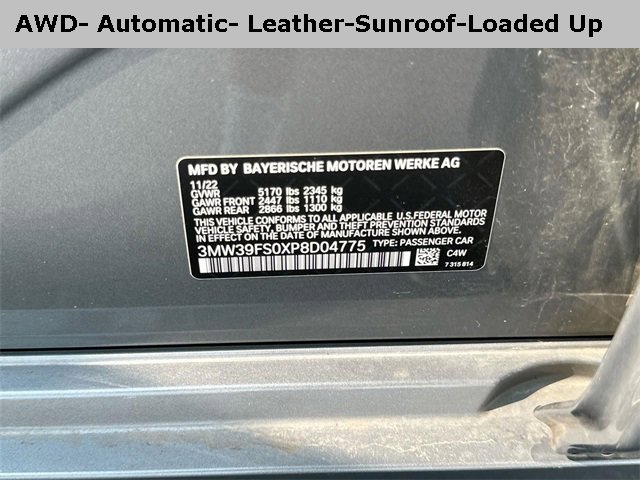 AWD- Automatic- Leather-Sunroof-Loaded Up
MFD BY BAYERISCHE MOTOREN WERKE AG
11/22
GVWR 5170 lbs 2345 kg
GAWR FRONT 2447 lbs 1110 kg
GAWR REAR 2866 lbs 1300 kg
THIS VEHICLE CONFORMS TO ALL APPLICABLE U.S.FEDERAL MOTOR
VEHICLE SAFETY, BUMPER, AND THEFT PREVENTION STANDARDS
IN EFFECT ON THE DATE OF MANUFACTURE SHOWN ABOVE.
3MW39FS0XP8D04775 TYPE: PASSENGER CAR
C4W
7 315 814